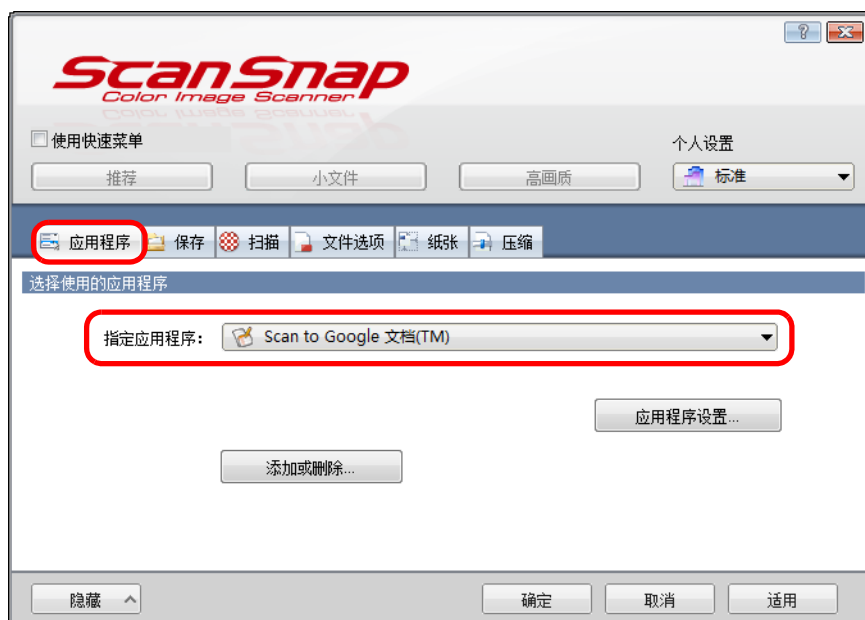 ScanSnap
Color Image Scanner
使用快速菜单
个人设置
推荐
小文件
高画质
标准
应用程序
保存
扫描
文件选项
纸张
压缩
选择使用的应用程序
指定应用程序:
Scan to Google 文档(TM)
应用程序设置...
添加或删除...
隐藏
确定
取消
适用